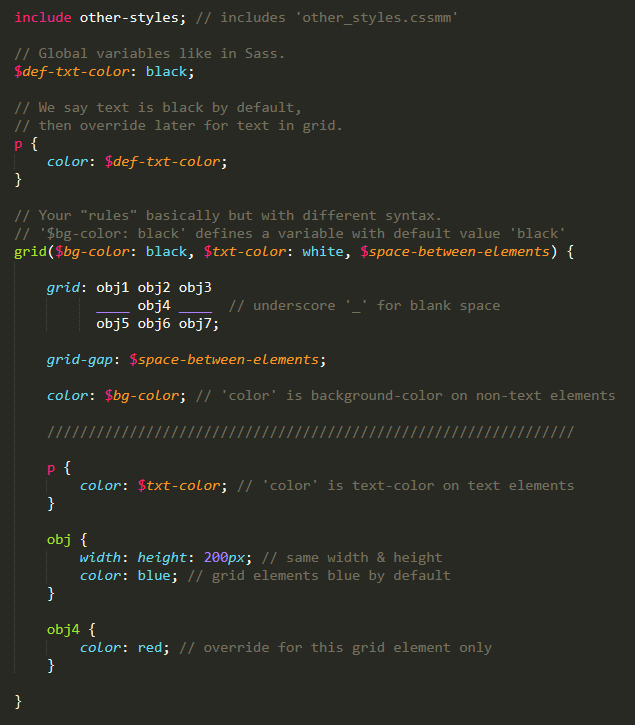 include other-styles; // includes 'other_styles.cssmm'
// Global variables like in Sass.
$def-txt-color: black;
// We say text is black by default,
// then override later for text in grid.
p {
color: $def-txt-color;
}
// Your "rules" basically but with different syntax.
// '$bg-color: black' defines a variable with default value 'black'
grid($bg-color: black, $txt-color: white, $space-between-elements) {
grid: obj1 obj2 obj3
____ obj4 ____ // underscore '_' for blank space
obj5 obj6 obj7;
grid-gap: $space-between-elements;
color: $bg-color; // 'color' is background-color on non-text elements
////////////////////////////////////////////////////////////////
p {
color: $txt-color; // 'color' is text-color on text elements
}
obj {
width: height: 200px; // same width & height
color: blue; // grid elements blue by default
}
obj4 {
color: red; // override for this grid element only
}
}